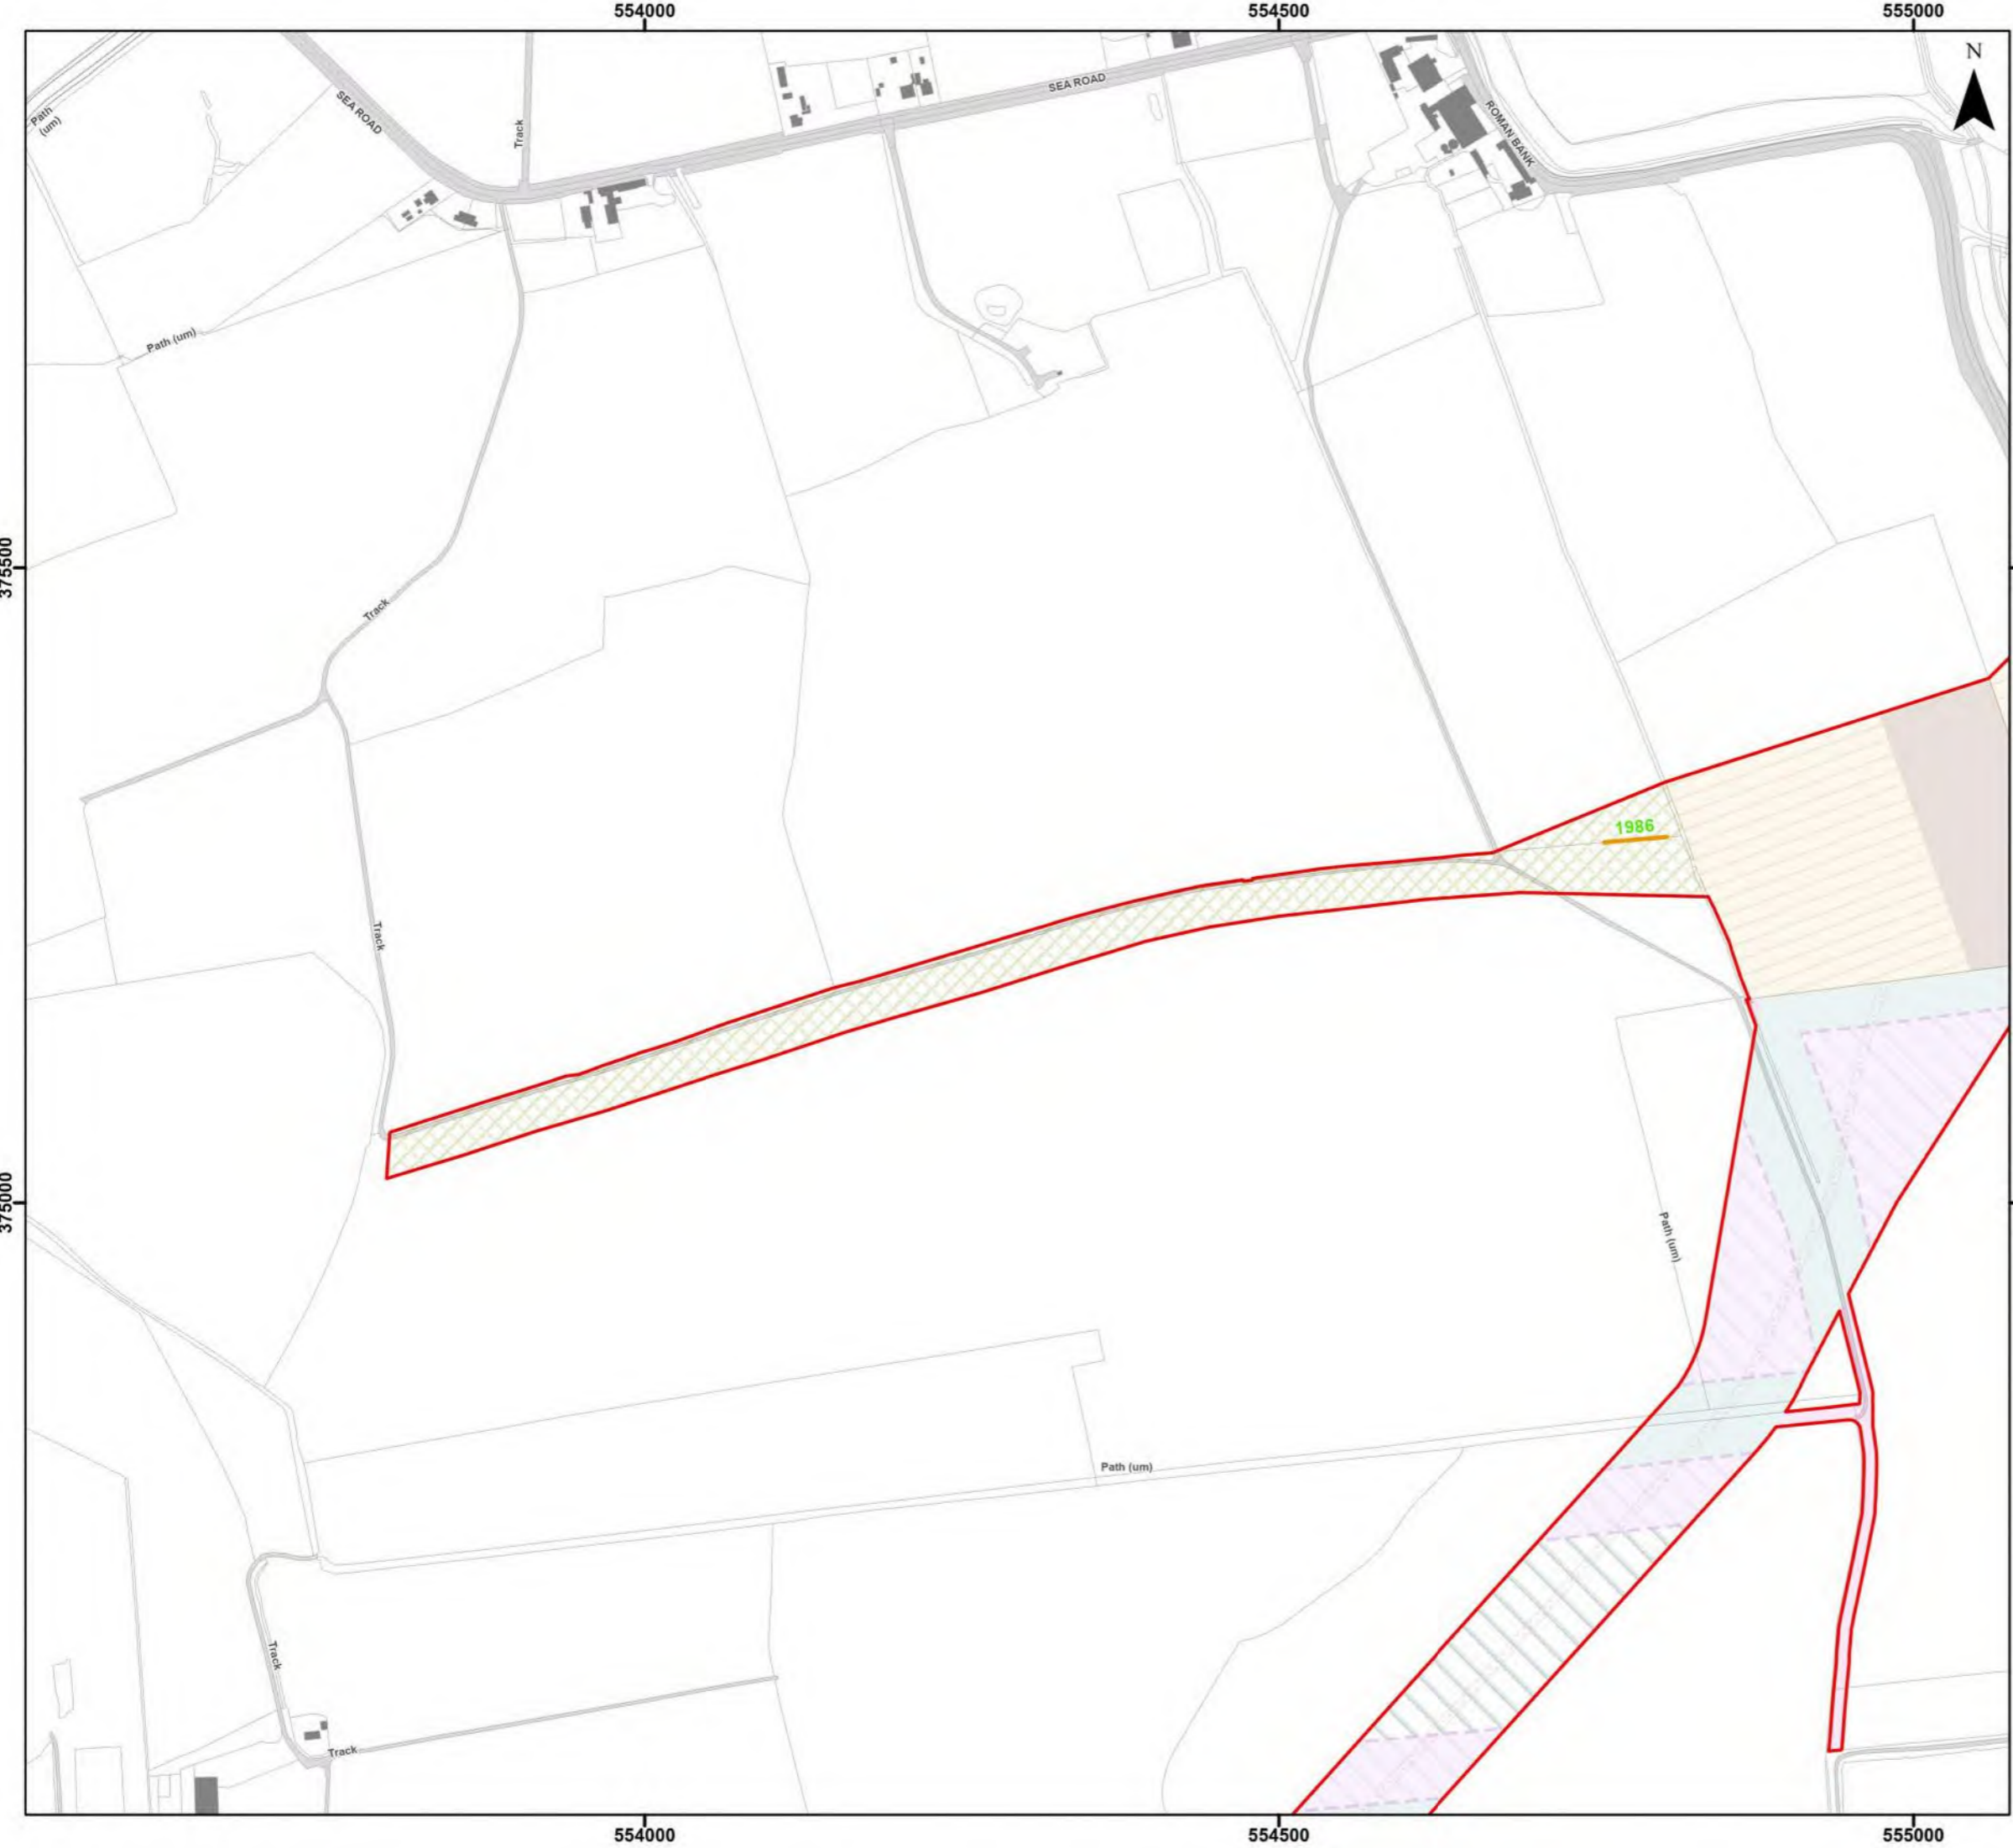 554000
554500
555000
N
SEA ROAD
SEA ROAD
ROMAN BANK
Path
(um)
Track
Path (um)
375500
Track
1986
Track
375000
Path (um)
Path (um)
Track
Track
554000
554500
555000